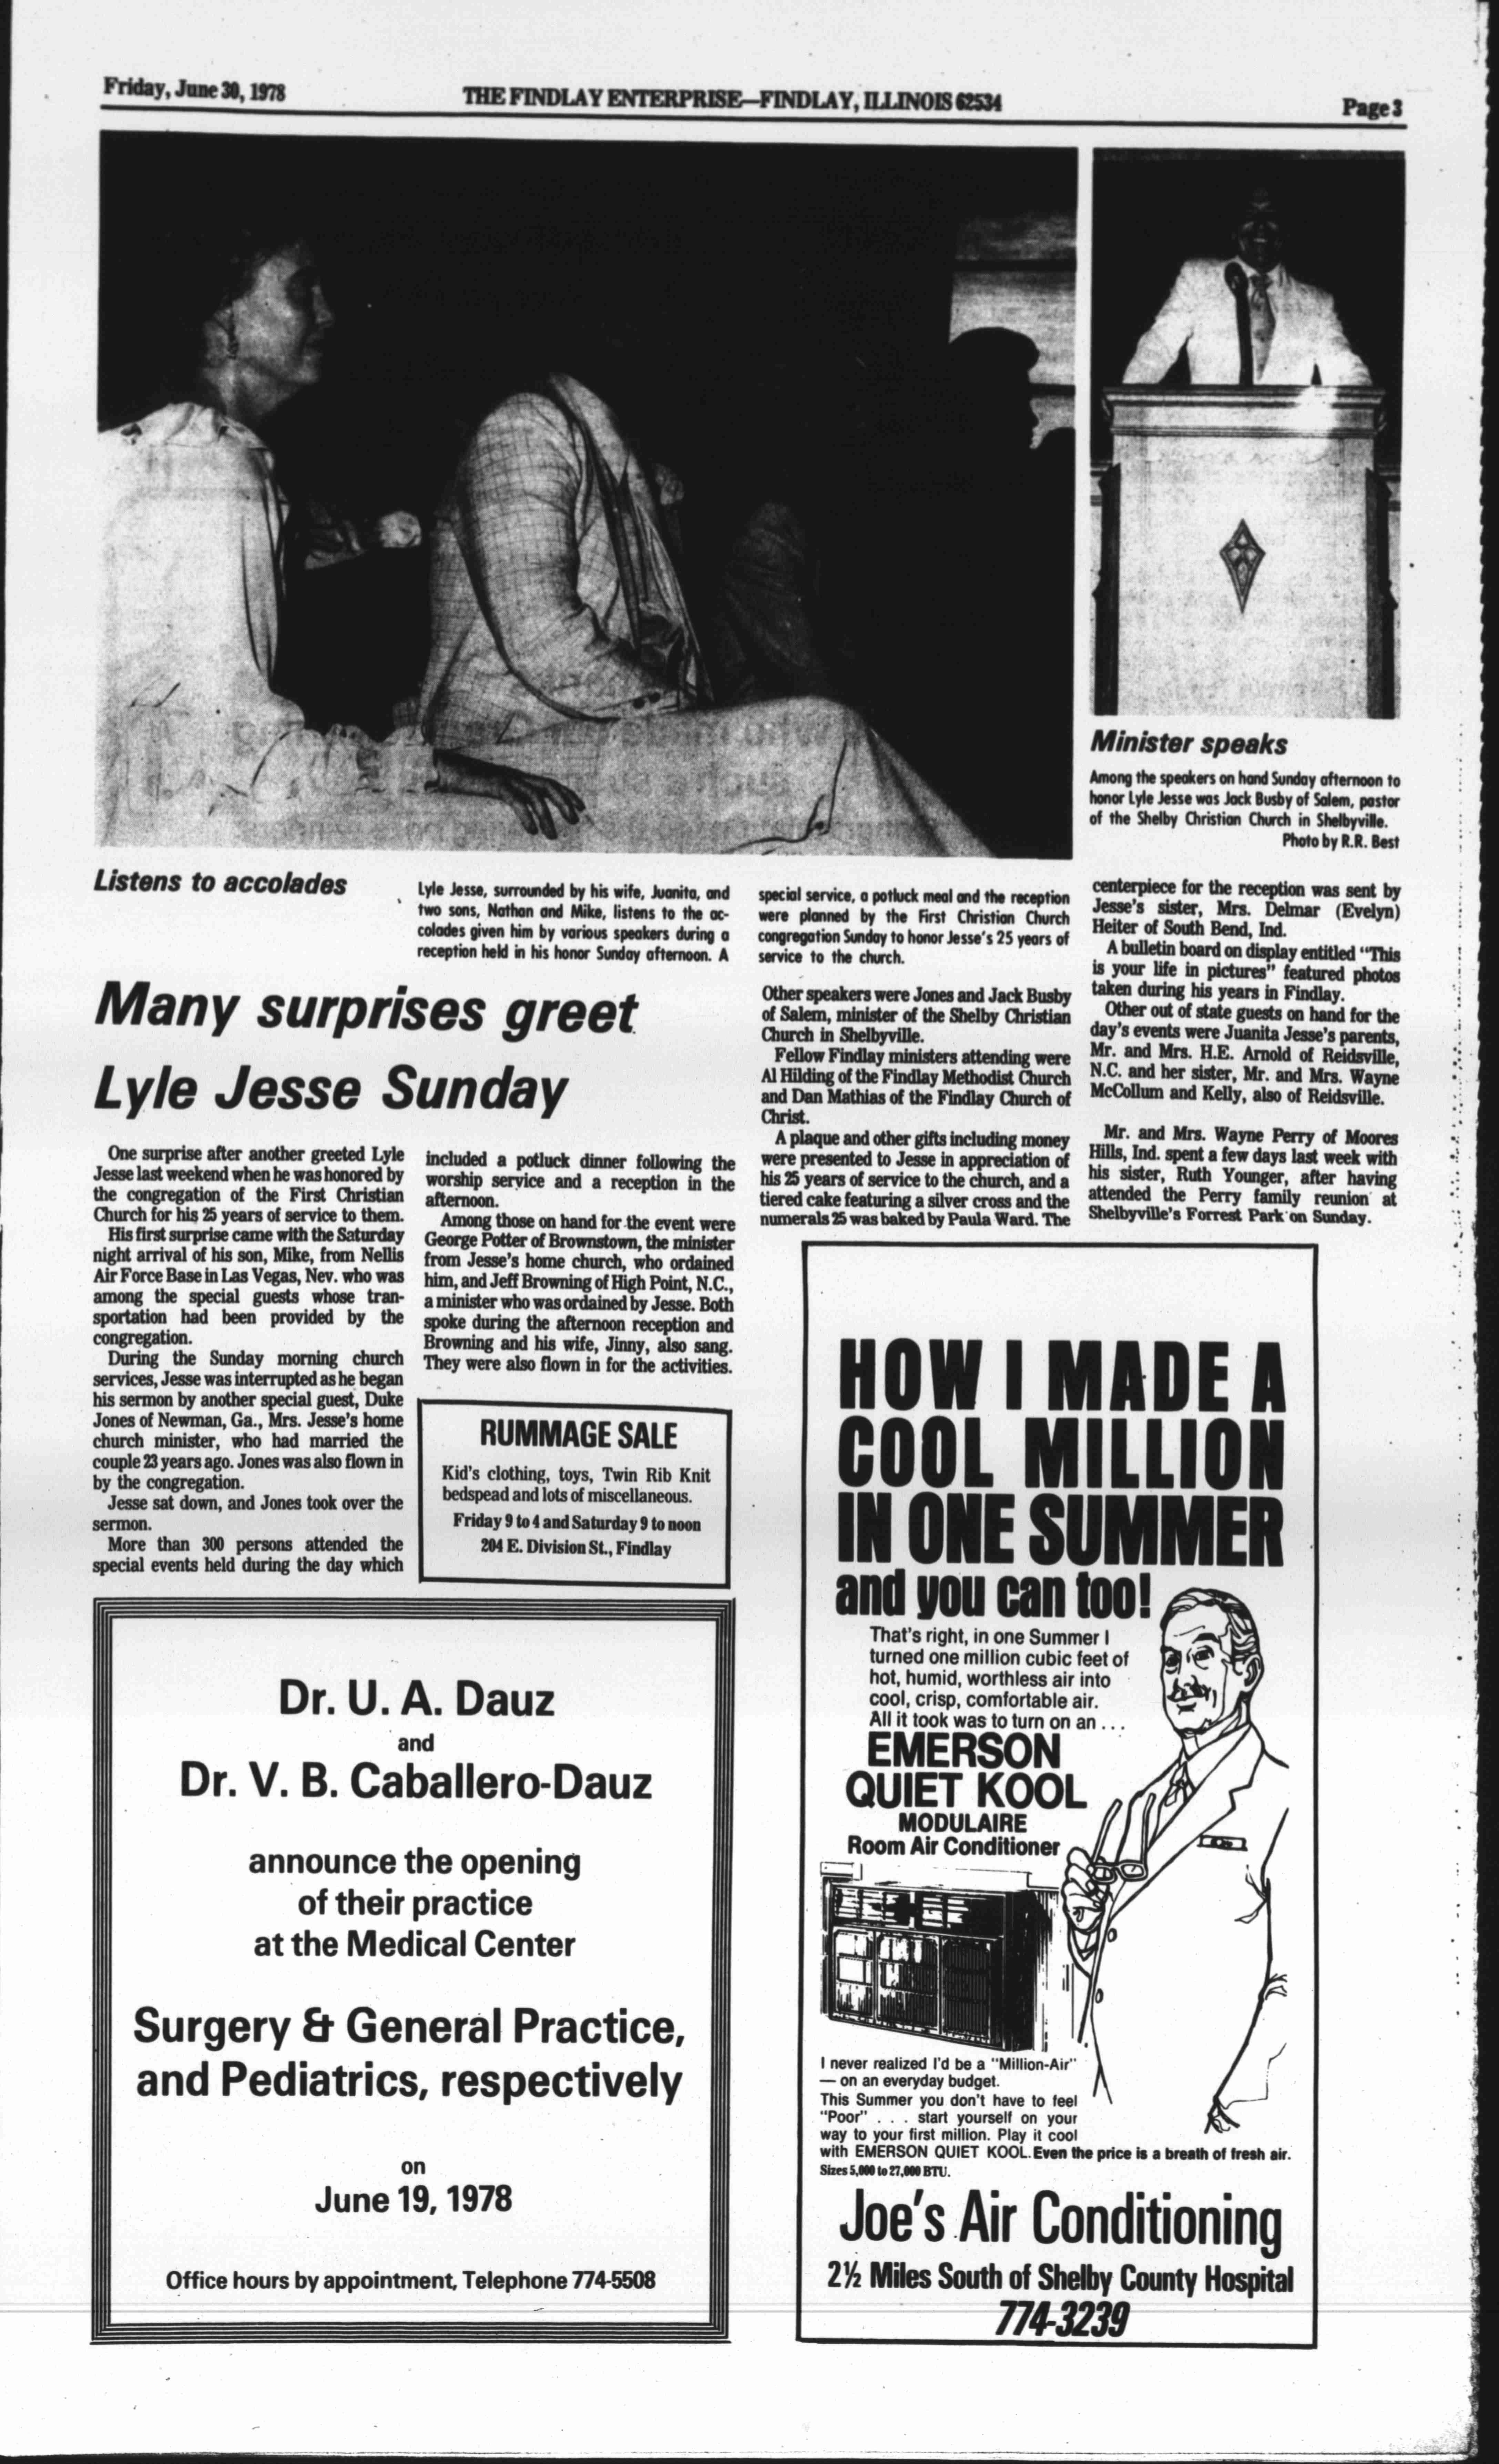 Friday, June 30, 1978
THE FINDLAY ENTERPRISE—FINDLAY, ILLINOIS 62534
Page 3
Minister speaks
Among the speakers on hand Sunday afternoon to
honor Lyle Jesse was Jack Busby of Salem, pastor
of the Shelby Christian Church in Shelbyville.
Photo by R.R. Best
Listens to accolades
Lyle Jesse, surrounded by his wife, Juanita, and
two sons, Nathan and Mike, listens to the ac-
colades given him by various speakers during a
reception held in his honor Sunday afternoon. A
special service, a potluck meal and the reception
were planned by the First Christian Church
congregation Sunday to honor Jesse's 25 years of
service to the church.
Many surprises greet
Lyle Jesse Sunday
One surprise after another greeted Lyle
Jesse last weekend when he was honored by
the congregation of the First Christian
Church for his 25 years of service to them.
His first surprise came with the Saturday
night arrival of his son, Mike, from Nellis
Air Force Base in Las Vegas, Nev. who was
among the special guests whose tran-
sportation had been provided by the
congregation.
During the Sunday morning church
services, Jesse was interrupted as he began
his sermon by another special guest, Duke
Jones of Newman, Ga., Mrs. Jesse's home
church minister, who had married the
couple 23 years ago. Jones was also flown in
by the congregation.
Jesse sat down, and Jones took over the
sermon.
More than 300 persons attended the
special events held during the day which
included a potluck dinner following the
worship service and a reception in the
afternoon.
Among those on hand for the event were
George Potter of Brownstown, the minister
from Jesse's home church, who ordained
him, and Jeff Browning of High Point, N.C.,
a minister who was ordained by Jesse. Both
spoke during the afternoon reception and
Browning and his wife, Jinny, also sang.
They were also flown in for the activities.
Other speakers were Jones and Jack Busby
of Salem, minister of the Shelby Christian
Church in Shelbyville.
Fellow Findlay ministers attending were
Al Hilding of the Findlay Methodist Church
and Dan Mathias of the Findlay Church of
Christ.
A plaque and other gifts including money
were presented to Jesse in appreciation of
his 25 years of service to the church, and a
tiered cake featuring a silver cross and the
numerals 25 was baked by Paula Ward. The
centerpiece for the reception was sent by
Jesse's sister, Mrs. Delmar (Evelyn)
Heiter of South Bend, Ind.
A bulletin board on display entitled "This
is your life in pictures" featured photos
taken during his years in Findlay.
Other out of state guests on hand for the
day's events were Juanita Jesse's parents,
Mr. and Mrs. H.E. Arnold of Reidsville,
N.C. and her sister, Mr. and Mrs. Wayne
McCollum and Kelly, also of Reidsville.
Mr. and Mrs. Wayne Perry of Moores
Hills, Ind. spent a few days last week with
his sister, Ruth Younger, after having
attended the Perry family reunion at
Shelbyville's Forrest Park on Sunday.
RUMMAGE SALE
Kid's clothing, toys, Twin Rib Knit
bedspead and lots of miscellaneous.
Friday 9 to 4 and Saturday 9 to noon
204 E. Division St., Findlay
Dr. U. A. Dauz
and
Dr. V. B. Caballero-Dauz
announce the opening
of their practice
at the Medical Center
Surgery & General Practice,
and Pediatrics, respectively
on
June 19, 1978
Office hours by appointment, Telephone 774-5508
HOW I MADE A
COOL MILLION
IN ONE SUMMER
and you can too!
That's right, in one Summer I
turned one million cubic feet of
hot, humid, worthless air into
cool, crisp, comfortable air.
All it took was to turn on an . . .
EMERSON
QUIET KOOL
MODULAIRE
Room Air Conditioner
I never realized I'd be a "Million-Air"
— on an everyday budget.
This Summer you don't have to feel
"Poor" . . . start yourself on your
way to your first million. Play it cool
with EMERSON QUIET KOOL. Even the price is a breath of fresh air.
Sizes 5,000 to 27,000 BTU.
Joe's Air Conditioning
2½ Miles South of Shelby County Hospital
774-3239